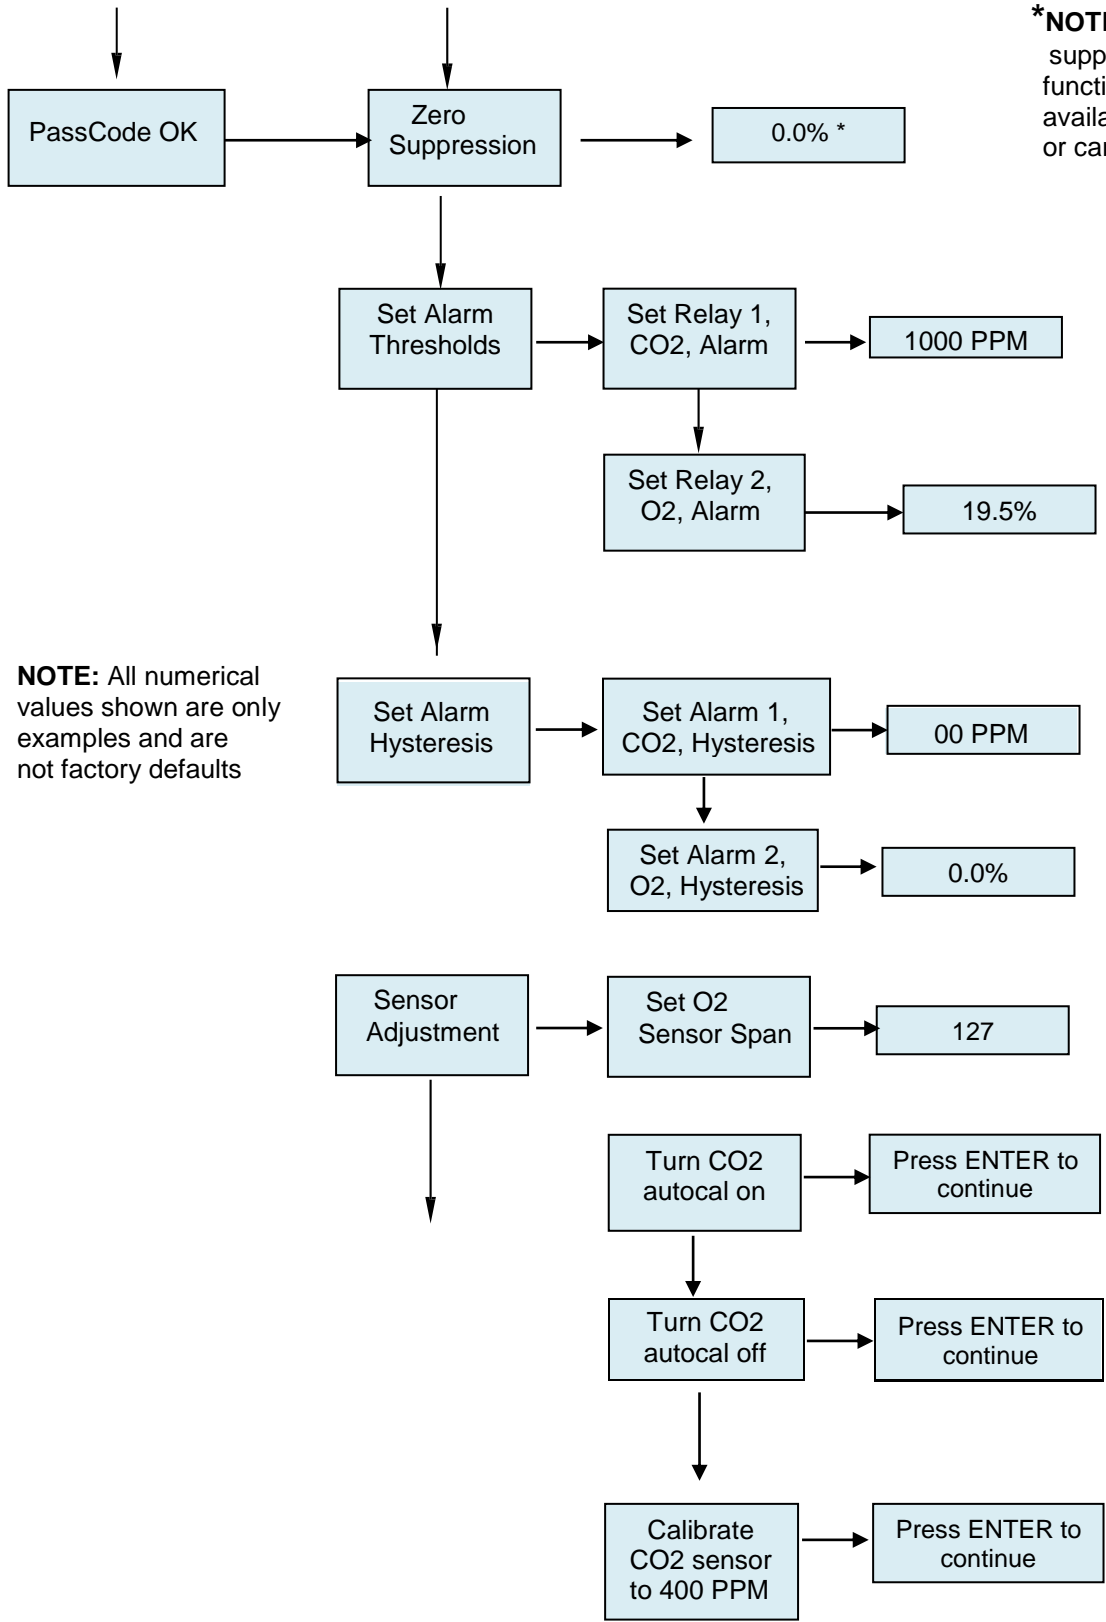 *NOTE
supp
functi
availa
or car
PassCode OK
Zero
Suppression
0.0% *
Set Alarm
Thresholds
Set Relay 1,
CO2, Alarm
1000 PPM
Set Relay 2,
O2, Alarm
19.5%
NOTE: All numerical
values shown are only
examples and are
not factory defaults
Set Alarm
Hysteresis
Set Alarm 1,
CO2, Hysteresis
00 PPM
Set Alarm 2,
O2, Hysteresis
0.0%
Sensor
Adjustment
Set O2
Sensor Span
127
Turn CO2
autocal on
Press ENTER to
continue
Turn CO2
autocal off
Press ENTER to
continue
Calibrate
CO2 sensor
to 400 PPM
Press ENTER to
continue